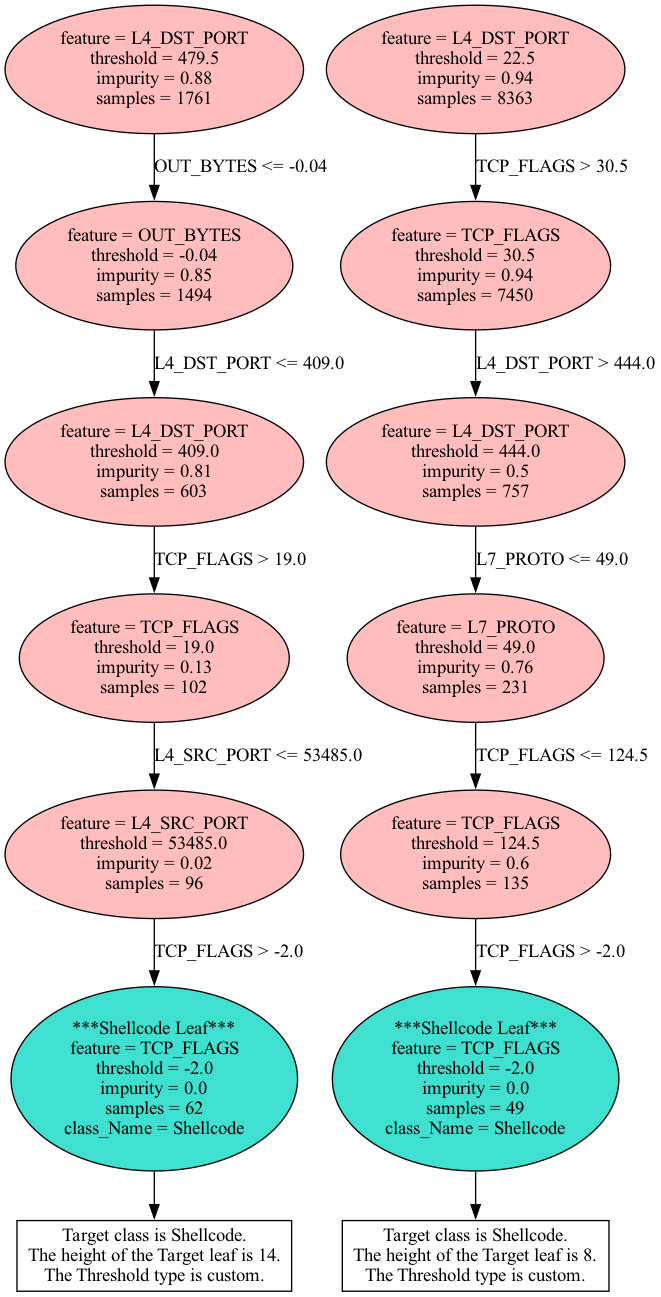 feature = L4_DST_PORT
threshold = 479.5
impurity = 0.88
samples = 1761
OUT_BYTES <= -0.04
feature = OUT_BYTES
threshold = -0.04
impurity = 0.85
samples = 1494
L4_DST_PORT <= 409.0
feature = L4_DST_PORT
threshold = 409.0
impurity = 0.81
samples = 603
TCP_FLAGS > 19.0
feature = TCP_FLAGS
threshold = 19.0
impurity = 0.13
samples = 102
L4_SRC_PORT <= 53485.0
feature = L4_SRC_PORT
threshold = 53485.0
impurity = 0.02
samples = 96
TCP_FLAGS > -2.0
***Shellcode Leaf***
feature = TCP_FLAGS
threshold = -2.0
impurity = 0.0
samples = 62
class_Name = Shellcode
Target class is Shellcode.
The height of the Target leaf is 14.
The Threshold type is custom.
feature = L4_DST_PORT
threshold = 22.5
impurity = 0.94
samples = 8363
TCP_FLAGS > 30.5
feature = TCP_FLAGS
threshold = 30.5
impurity = 0.94
samples = 7450
L4_DST_PORT > 444.0
feature = L4_DST_PORT
threshold = 444.0
impurity = 0.5
samples = 757
L7_PROTO <= 49.0
feature = L7_PROTO
threshold = 49.0
impurity = 0.76
samples = 231
TCP_FLAGS <= 124.5
feature = TCP_FLAGS
threshold = 124.5
impurity = 0.6
samples = 135
TCP_FLAGS > -2.0
***Shellcode Leaf***
feature = TCP_FLAGS
threshold = -2.0
impurity = 0.0
samples = 49
class_Name = Shellcode
Target class is Shellcode.
The height of the Target leaf is 8.
The Threshold type is custom.